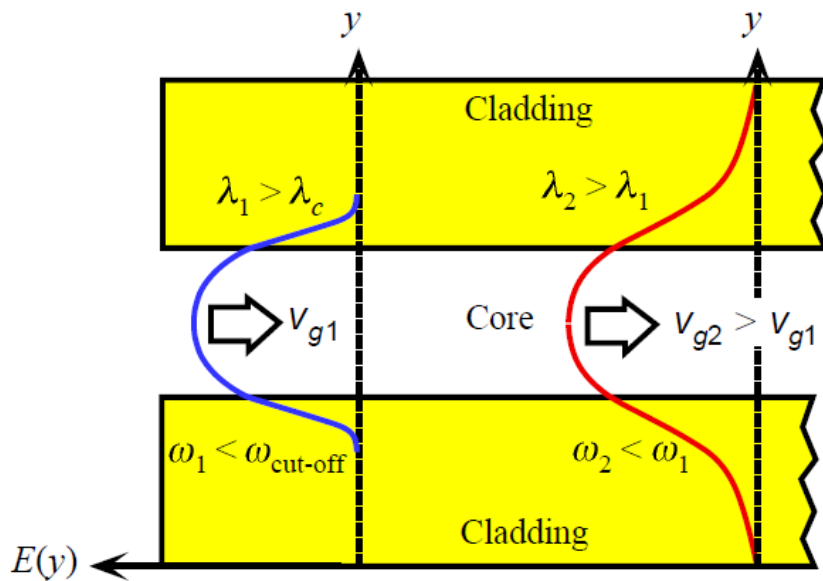 y y
Cladding
λ1 > λc λ2 > λ1
vg1 Core vg2 > vg1
ω1 < ωcut-off ω2 < ω1
Cladding
E(y)